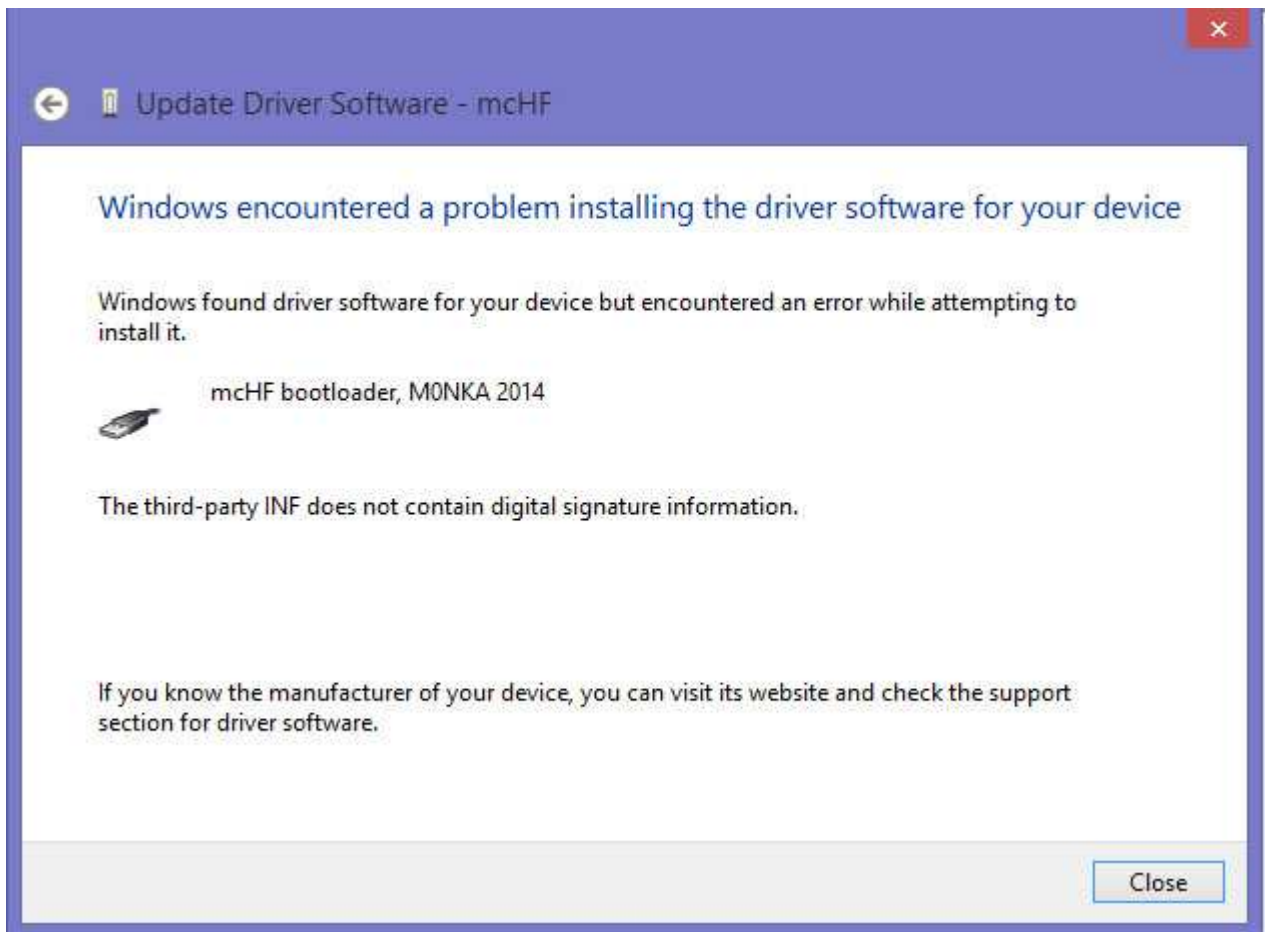 Update Driver Software - mcHF
Windows encountered a problem installing the driver software for your device
Windows found driver software for your device but encountered an error while attempting to
install it.
mcHF bootloader, M0NKA 2014
The third-party INF does not contain digital signature information.
If you know the manufacturer of your device, you can visit its website and check the support
section for driver software.
Close